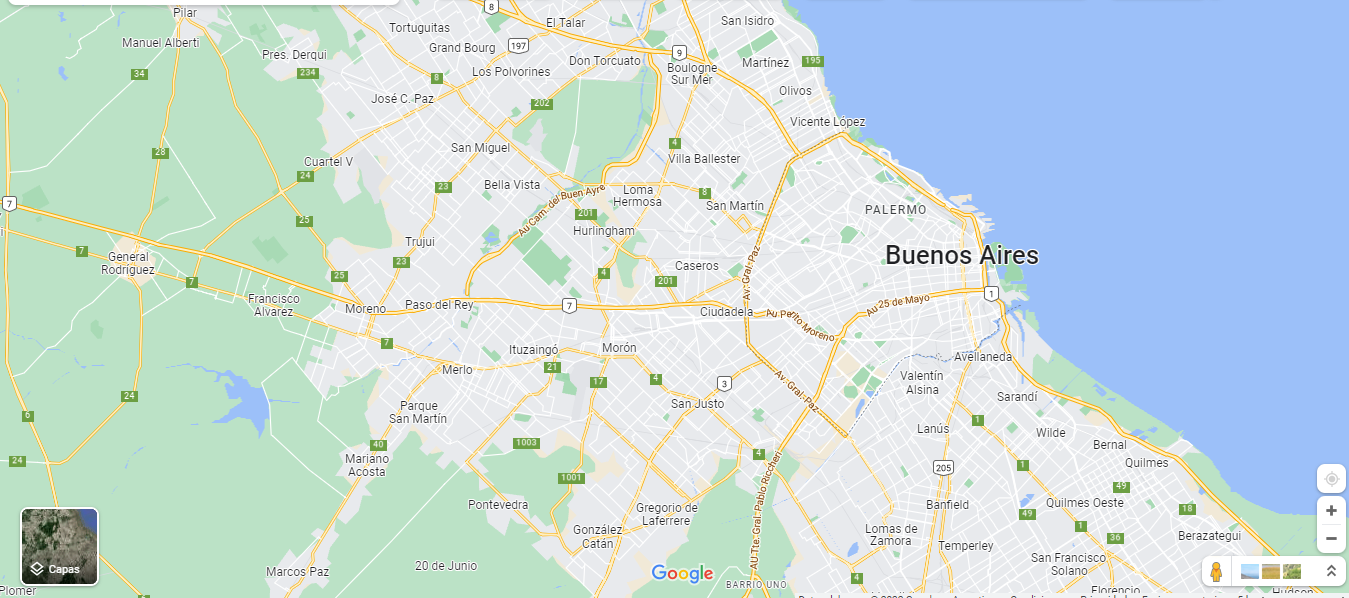 Pilar
8
El Talar
San Isidro
Tortuguitas
Manuel Alberti
Grand Bourg
197
9
Pres. Derqui
Don Torcuato
Boulogne
Sur Mer
Martínez
195
34
234
8
Los Polvorines
Olivos
José C. Paz
202
Vicente López
28
San Miguel
4
Villa Ballester
Cuartel V
24
23
Bella Vista
Au Cam. del Buen Ayre
Loma
Hermosa
8
San Martín
PALERMO
7
25
201
Hurlingham
Trujui
7
General
Rodríguez
23
Caseros
Av. Gral. Paz
Buenos Aires
7
25
4
201
1
Francisco
Alvarez
Moreno
Paso del Rey
7
Ciudadela
Au Perito Moreno
Au 25 de Mayo
7
Ituzaingó
Morón
Avellaneda
Merlo
21
17
4
3
Av. Gral. Paz
Valentín
Alsina
24
6
Parque
San Martín
San Justo
Sarandí
1
Lanús
Wilde
40
1003
Bernal
24
Mariano
Acosta
4
205
1
Quilmes
1001
Au Tte. Gral. Pablo Riccheri
49
Pontevedra
Gregorio de
Laferrere
Banfield
Quilmes Oeste
49
18
González
Catán
Lomas de
Zamora
1
36
Berazategui
Temperley
San Francisco
Solano
Capas
Marcos Paz
20 de Junio
Google
BARRIO UNO
4
Plomer
Florencio
Hudson